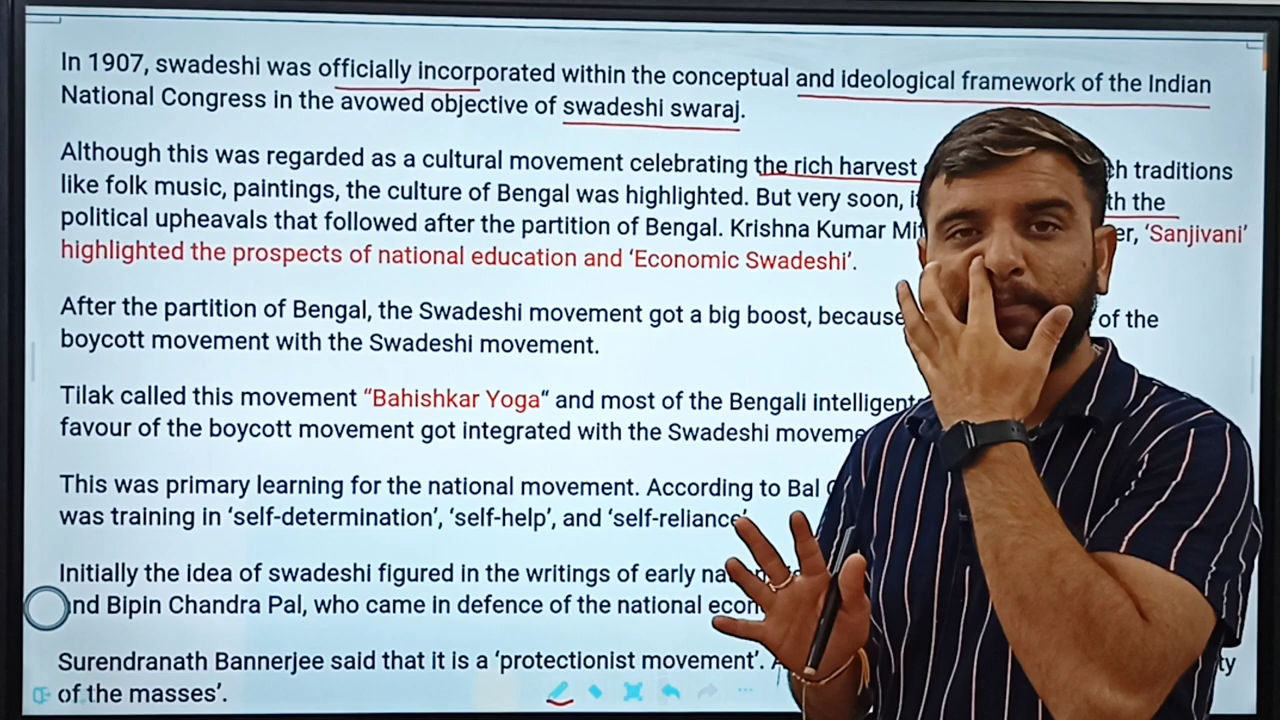 In 1907, swadeshi was officially incorporated within the conceptual and ideological framework of the Indian
National Congress in the avowed objective of swadeshi swaraj.
Although this was regarded as a cultural movement celebrating the rich harvest traditions
like folk music, paintings, the culture of Bengal was highlighted. But very soon, the
political upheavals that followed after the partition of Bengal. Krishna Kumar ‘Sanjivani’
highlighted the prospects of national education and ‘Economic Swadeshi’.
After the partition of Bengal, the Swadeshi movement got a big boost, because of the
boycott movement with the Swadeshi movement.
Tilak called this movement “Bahishkar Yoga“ and most of the Bengali
favour of the boycott movement got integrated with the Swadeshi
This was primary learning for the national movement. According to Bal
was training in ‘self-determination’, ‘self-help’, and ‘self-reliance’
Initially the idea of swadeshi figured in the writings of early
and Bipin Chandra Pal, who came in defence of the national
Surendranath Bannerjee said that it is a ‘protectionist movement’.
of the masses’.